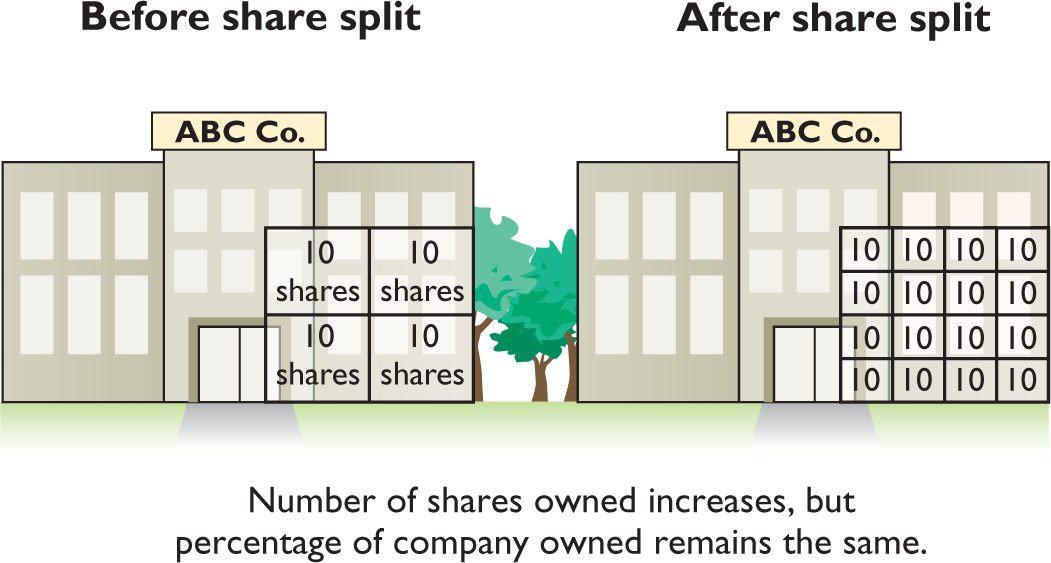 Before share split
After share split
ABC Co.
ABC Co.
10 shares
10 shares
10 shares
10 shares
10 10 10 10
10 10 10 10
10 10 10 10
10 10 10 10
Number of shares owned increases, but
percentage of company owned remains the same.